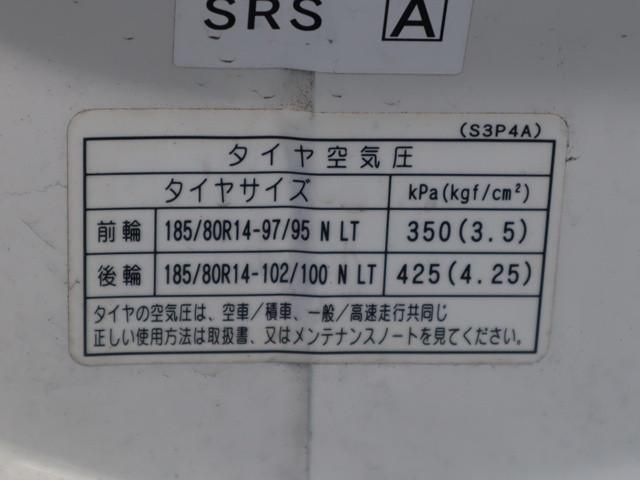 SRS A
(S3P4A)
タイヤ空気圧
タイヤサイズ kPa(kgf/cm²)
前輪 185/80R14-97/95 N LT 350(3.5)
後輪 185/80R14-102/100 N LT 425(4.25)
タイヤの空気圧は、空車/積車、一般/高速走行共同じ
正しい使用方法は取扱書、又はメンテナンスノートを見てください。